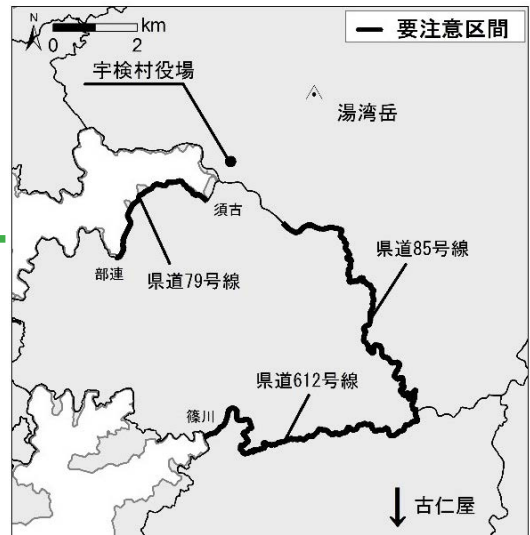 N
km
0 2
要注意区間
宇検村役場
湯湾岳
須古
部連
県道79号線
県道85号線
県道612号線
篠川
古仁屋